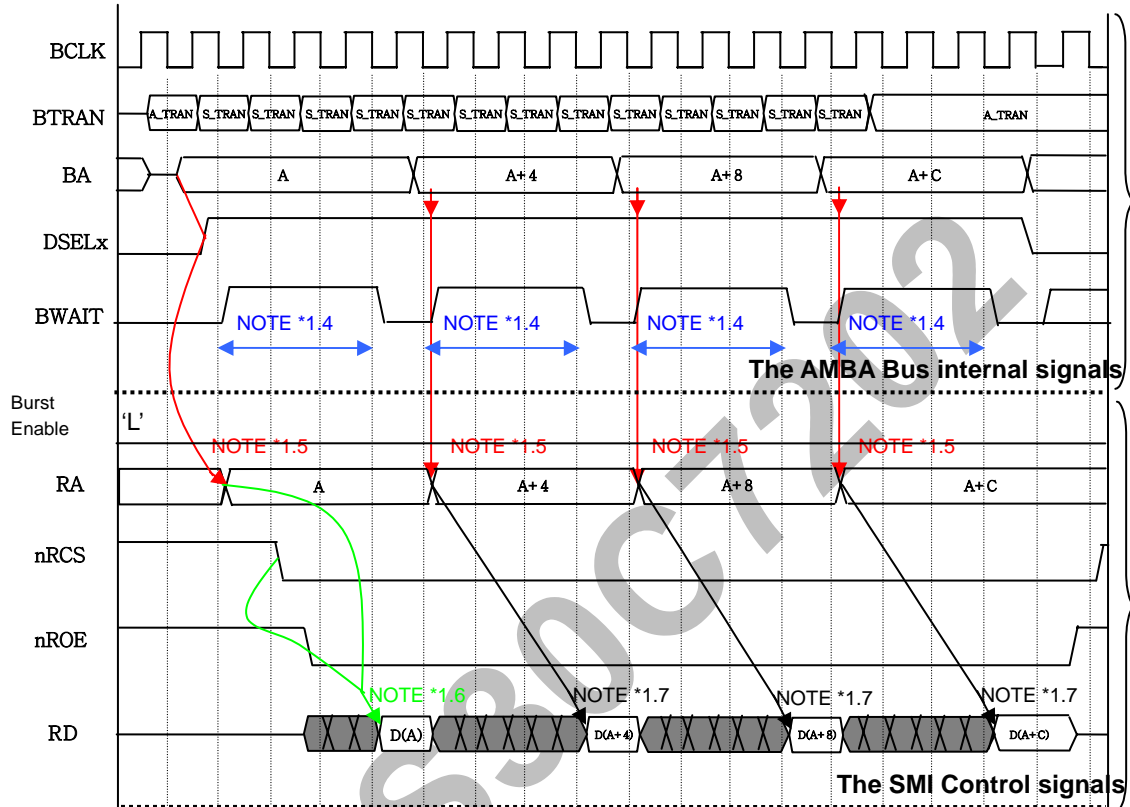 BCLK
BTRAN A_TRAN S_TRAN S_TRAN S_TRAN S_TRAN S_TRAN S_TRAN S_TRAN S_TRAN S_TRAN S_TRAN S_TRAN S_TRAN S_TRAN A_TRAN
BA A A+4 A+8 A+C
DSELx
BWAIT NOTE *1.4 NOTE *1.4 NOTE *1.4 NOTE *1.4
The AMBA Bus internal signals
Burst
Enable
'L'
NOTE *1.5 NOTE *1.5 NOTE *1.5 NOTE *1.5
RA A A+4 A+8 A+C
nRCS
nROE
NOTE *1.6 NOTE *1.7 NOTE *1.7 NOTE *1.7
RD D(A) D(A+4) D(A+8) D(A+C)
The SMI Control signals
S30C7202